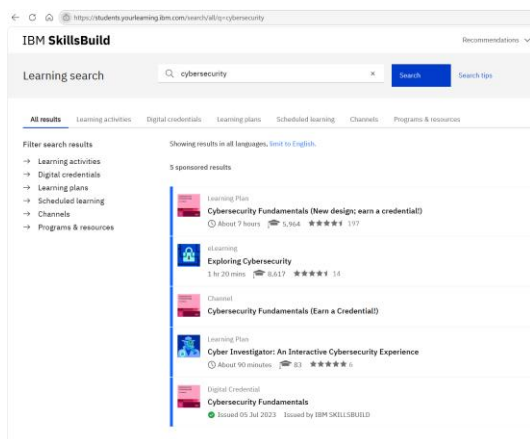 https://students.yourlearning.ibm.com/search/all/q=cybersecurity
IBM SkillsBuild
Recommendations
Learning search
cybersecurity
×
Search
Search tips
All results
Learning activities
Digital credentials
Learning plans
Scheduled learning
Channels
Programs & resources
Filter search results
→ Learning activities
→ Digital credentials
→ Learning plans
→ Scheduled learning
→ Channels
→ Programs & resources
Showing results in all languages, limit to English.
5 sponsored results
Learning Plan
Cybersecurity Fundamentals (New design; earn a credential!)
About 7 hours 5,964 197
eLearning
Exploring Cybersecurity
1 hr 20 mins 8,617 14
Channel
Cybersecurity Fundamentals (Earn a Credential!)
Learning Plan
Cyber Investigator: An Interactive Cybersecurity Experience
About 90 minutes 83 6
Digital Credential
Cybersecurity Fundamentals
Issued 05 Jul 2023 Issued by IBM SKILLSBUILD